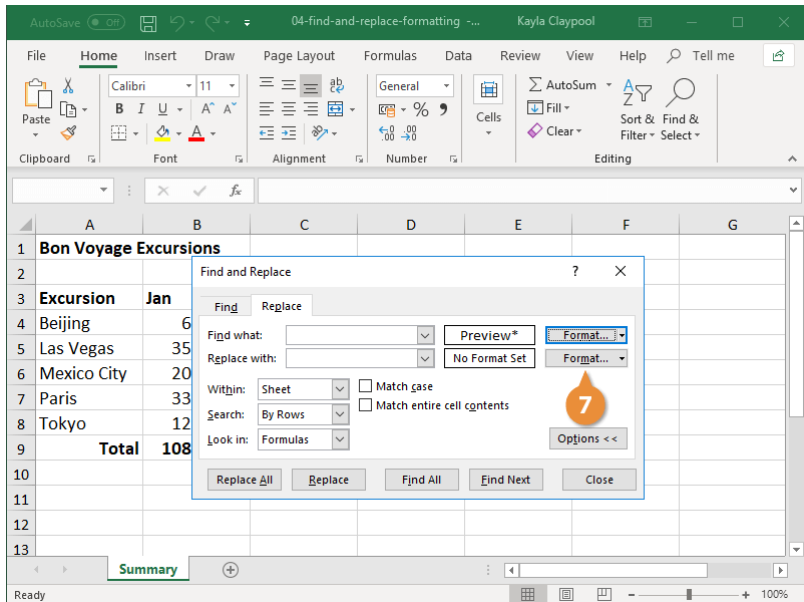 AutoSave Off 04-find-and-replace-formatting -... Kayla Claypool
File Home Insert Draw Page Layout Formulas Data Review View Help Tell me
Calibri 11 ab c General Σ AutoSum A Z
Paste B I U A^ A˅ % 9 Cells Fill Sort & Find &
A .00 .0 Clear Filter Select
Clipboard Font Alignment Number Editing
fx
A B C D E F G
1 Bon Voyage Excursions
2 Find and Replace ? X
3 Excursion Jan Find Replace
4 Beijing 6 Find what: Preview* Format...
5 Las Vegas 35 Replace with: No Format Set Format...
6 Mexico City 20 Within: Sheet Match case
7 Paris 33 Search: By Rows Match entire cell contents 7
8 Tokyo 12 Look in: Formulas Options <<
9 Total 108
10 Replace All Replace Find All Find Next Close
11
12
13
Summary
Ready 100%